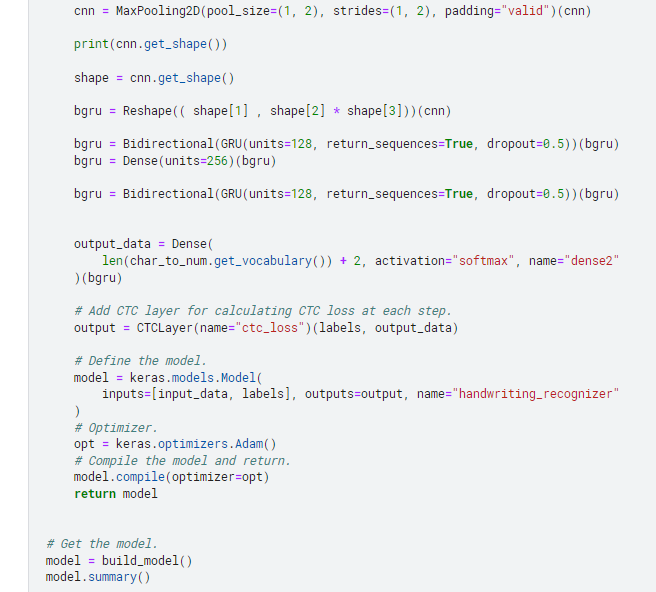 cnn = MaxPooling2D(pool_size=(1, 2), strides=(1, 2), padding="valid")(cnn)
print(cnn.get_shape())
shape = cnn.get_shape()
bgru = Reshape(( shape[1] , shape[2] * shape[3]))(cnn)
bgru = Bidirectional(GRU(units=128, return_sequences=True, dropout=0.5))(bgru)
bgru = Dense(units=256)(bgru)
bgru = Bidirectional(GRU(units=128, return_sequences=True, dropout=0.5))(bgru)
output_data = Dense(
len(char_to_num.get_vocabulary()) + 2, activation="softmax", name="dense2"
)(bgru)
# Add CTC layer for calculating CTC loss at each step.
output = CTCLayer(name="ctc_loss")(labels, output_data)
# Define the model.
model = keras.models.Model(
inputs=[input_data, labels], outputs=output, name="handwriting_recognizer"
)
# Optimizer.
opt = keras.optimizers.Adam()
# Compile the model and return.
model.compile(optimizer=opt)
return model
# Get the model.
model = build_model()
model.summary()